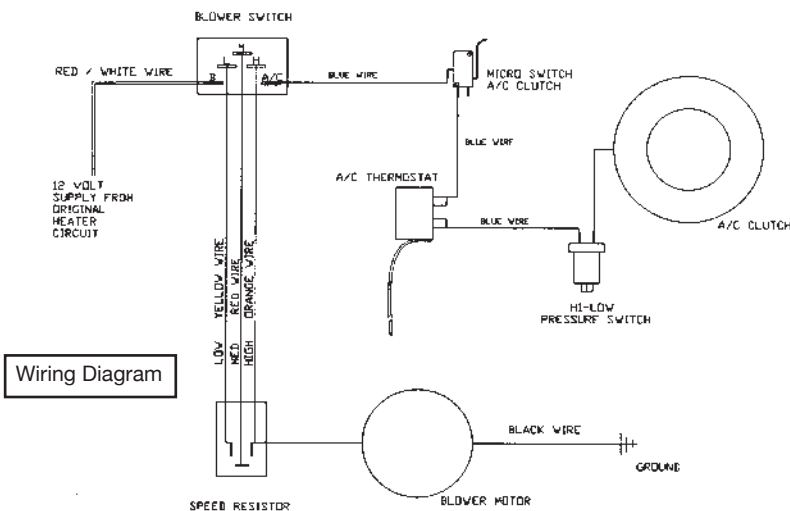 BLOWER SWITCH
M
L H
B A/C
RED / WHITE WIRE
BLUE WIRE
MICRO SWITCH
A/C CLUTCH
BLUE WIRE
12 VOLT
SUPPLY FROM
ORIGINAL
HEATER
CIRCUIT
A/C THERMOSTAT
BLUE WIRE
A/C CLUTCH
HI-LOW
PRESSURE SWITCH
LOW YELLOW WIRE
MED RED WIRE
HIGH ORANGE WIRE
Wiring Diagram
BLACK WIRE
GROUND
SPEED RESISTOR
BLOWER MOTOR